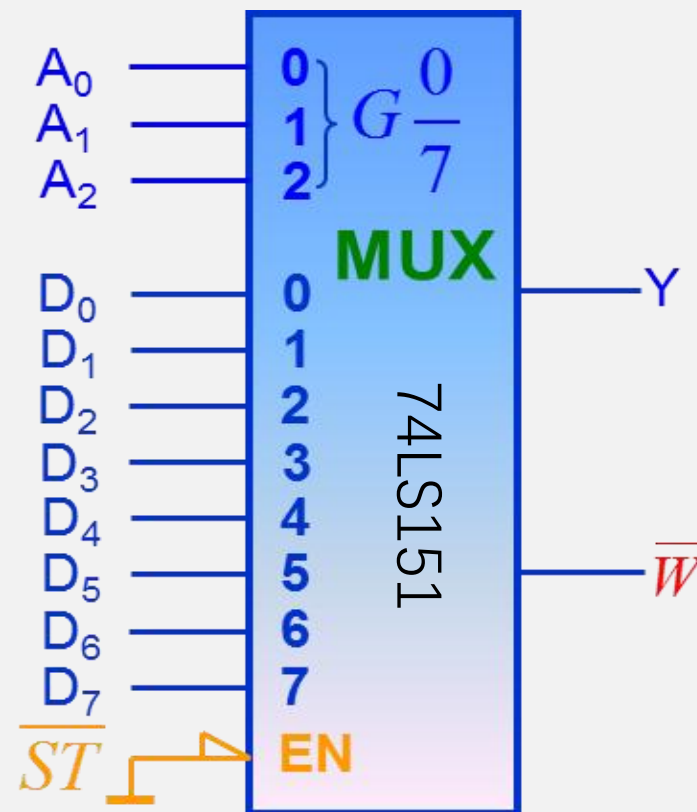 A₀ 0
A₁ 1 G 0/7
A₂ 2
MUX
D₀ 0 Y
D₁ 1
D₂ 2
D₃ 3
D₄ 4
D₅ 5 W̅
D₆ 6
D₇ 7
S̅T̅ EN
74LS151